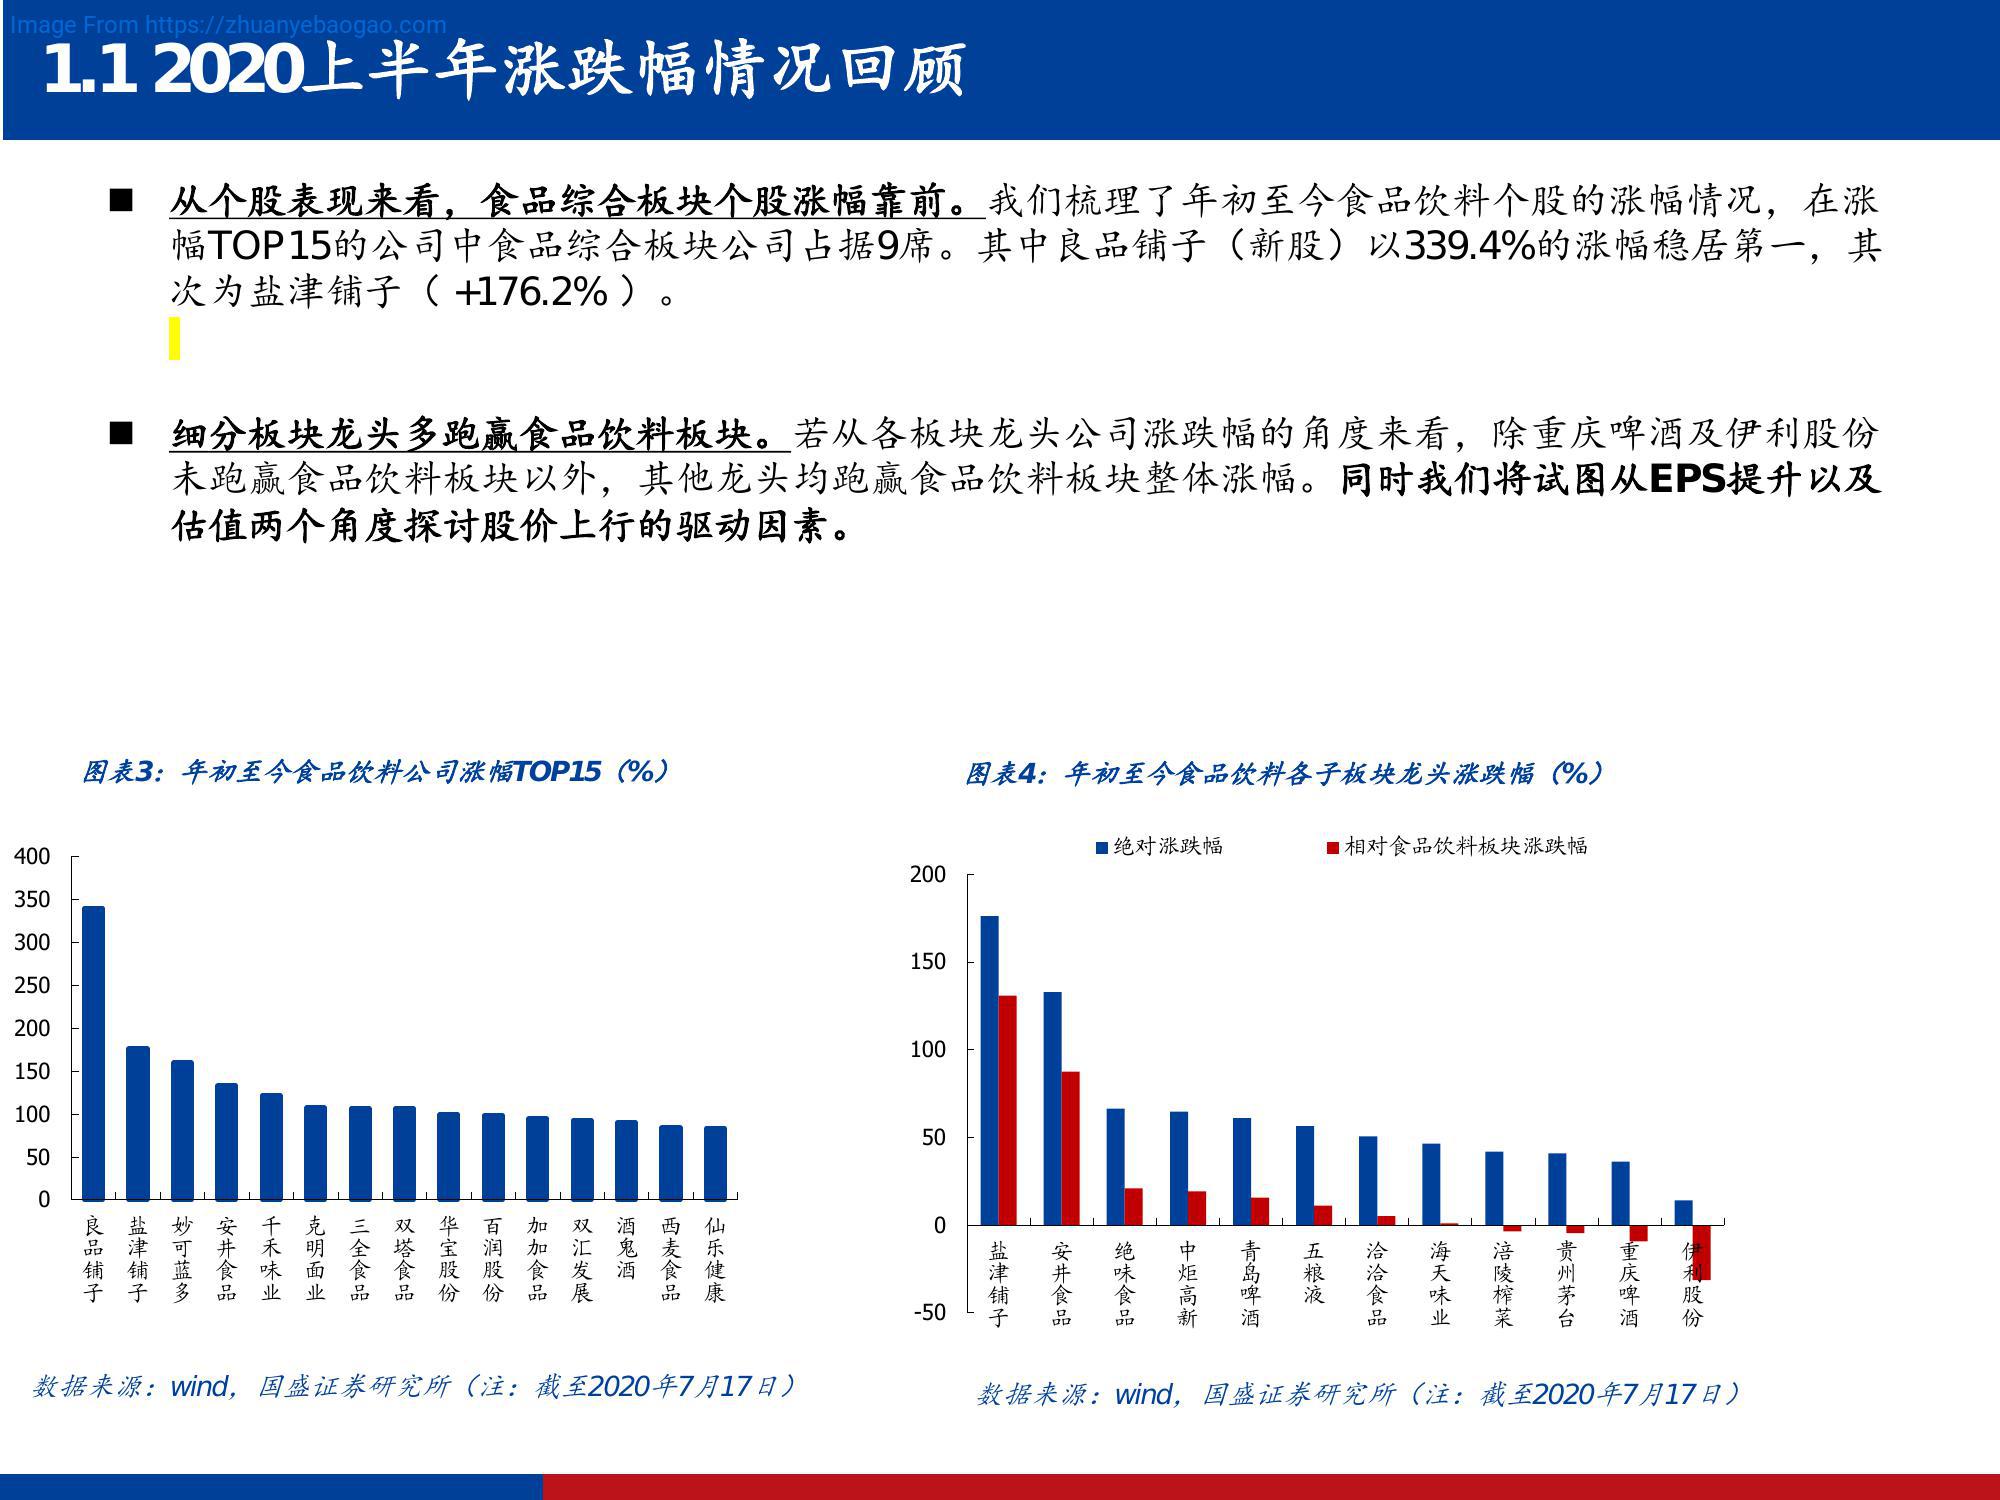 Image From https://zhuanyebaogao.com
1.1 2020上半年涨跌幅情况回顾
■ 从个股表现来看，食品综合板块个股涨幅靠前。我们梳理了年初至今食品饮料个股的涨幅情况，在涨
幅TOP15的公司中食品综合板块公司占据9席。其中良品铺子（新股）以339.4%的涨幅稳居第一，其
次为盐津铺子（ +176.2% ）。
■ 细分板块龙头多跑赢食品饮料板块。若从各板块龙头公司涨跌幅的角度来看，除重庆啤酒及伊利股份
未跑赢食品饮料板块以外，其他龙头均跑赢食品饮料板块整体涨幅。同时我们将试图从EPS提升以及
估值两个角度探讨股价上行的驱动因素。
图表3：年初至今食品饮料公司涨幅TOP15（%）
400
350
300
250
200
150
100
50
0
良品铺子
盐津铺子
妙可蓝多
安井食品
千禾味业
克明面业
三全食品
双塔食品
华宝股份
百润股份
加加食品
双汇发展
酒鬼酒
西麦食品
仙乐健康
数据来源：wind，国盛证券研究所（注：截至2020年7月17日）
图表4：年初至今食品饮料各子板块龙头涨跌幅（%）
绝对涨跌幅
相对食品饮料板块涨跌幅
200
150
100
50
0
-50
盐津铺子
安井食品
绝味食品
中炬高新
青岛啤酒
五粮液
洽洽食品
海天味业
涪陵榨菜
贵州茅台
重庆啤酒
伊利股份
数据来源：wind，国盛证券研究所（注：截至2020年7月17日）